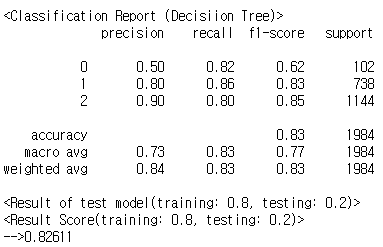 <Classification Report (Decisiion Tree)>
precision recall f1-score support
0 0.50 0.82 0.62 102
1 0.80 0.86 0.83 738
2 0.90 0.80 0.85 1144
accuracy 0.83 1984
macro avg 0.73 0.83 0.77 1984
weighted avg 0.84 0.83 0.83 1984
<Result of test model(training: 0.8, testing: 0.2)>
<Result Score(training: 0.8, testing: 0.2)>
-->0.82611